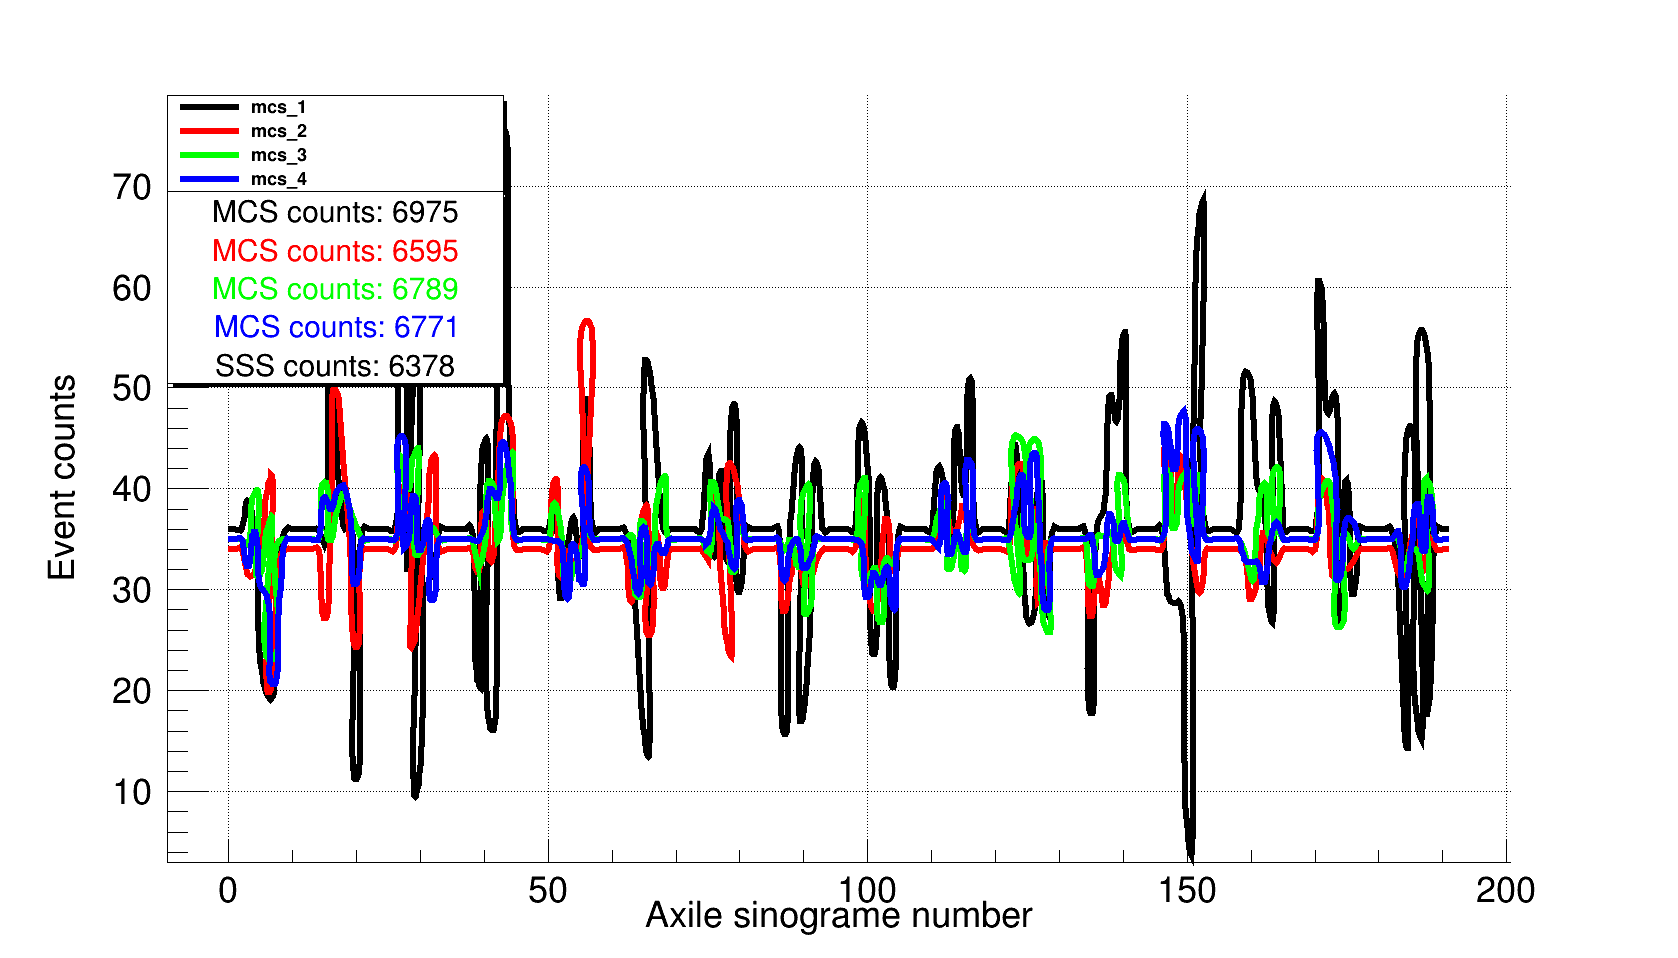 mcs_1
mcs_2
mcs_3
mcs_4
MCS counts: 6975
MCS counts: 6595
MCS counts: 6789
MCS counts: 6771
SSS counts: 6378
Event counts
70
60
50
40
30
20
10
0 50 100 150 200
Axile sinograme number